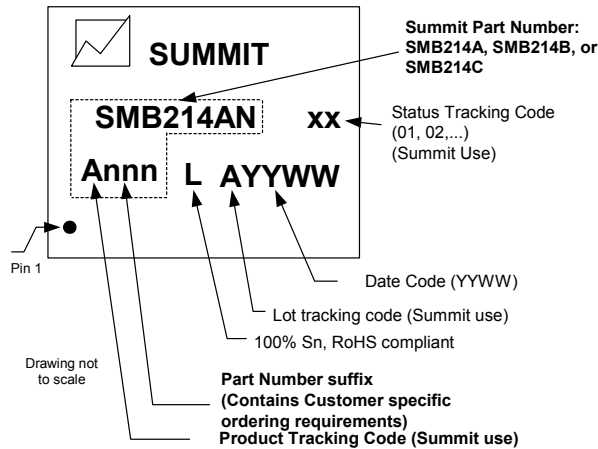 Summit Part Number:
SMB214A, SMB214B, or
SMB214C
SUMMIT
SMB214AN
xx
Status Tracking Code
(01, 02,...)
(Summit Use)
Annn L AYYWW
Pin 1
Date Code (YYWW)
Lot tracking code (Summit use)
100% Sn, RoHS compliant
Drawing not
to scale
Part Number suffix
(Contains Customer specific
ordering requirements)
Product Tracking Code (Summit use)